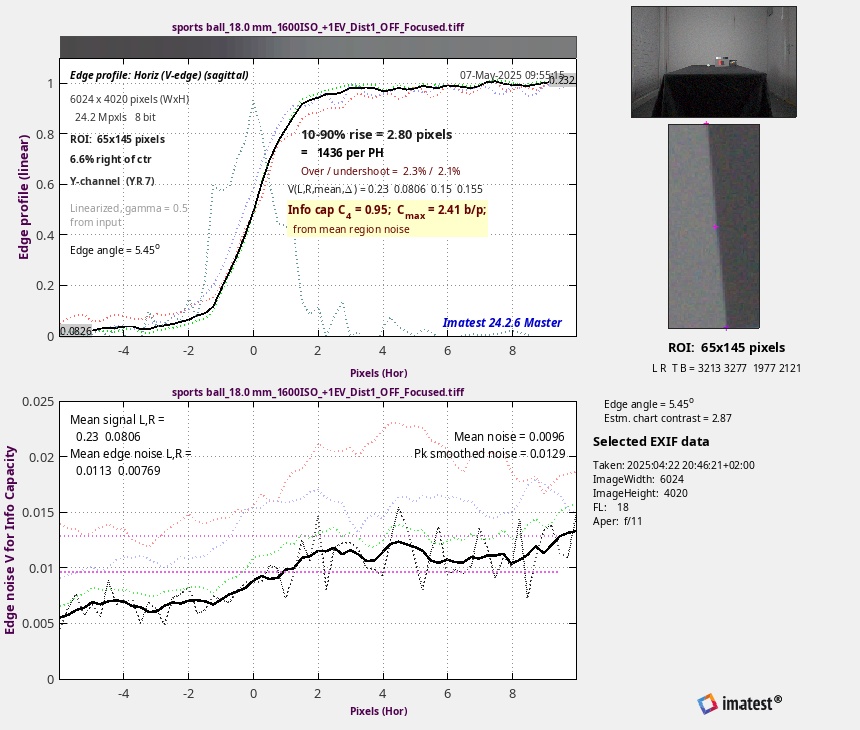 sports ball_18.0 mm_1600ISO_+1EV_Dist1_OFF_Focused.tiff
Edge profile: Horiz (V-edge) (sagittal)
07-May-2025 09:55:15
0.232
6024 x 4020 pixels (WxH)
24.2 Mpxls 8 bit
ROI: 65x145 pixels
6.6% right of ctr
Y-channel (YR7)
Linearized, gamma = 0.5
from input
Edge angle = 5.45°
10-90% rise = 2.80 pixels
= 1436 per PH
Over / undershoot = 2.3% / 2.1%
V(L,R,mean,Δ) = 0.23 0.0806 0.15 0.155
Info cap C4 = 0.95; Cmax = 2.41 b/p;
from mean region noise
Imatest 24.2.6 Master
0.0826
Edge profile (linear)
1
0.8
0.6
0.4
0.2
0
-4 -2 0 2 4 6 8
Pixels (Hor)
sports ball_18.0 mm_1600ISO_+1EV_Dist1_OFF_Focused.tiff
Mean signal L,R =
0.23 0.0806
Mean edge noise L,R =
0.0113 0.00769
Mean noise = 0.0096
Pk smoothed noise = 0.0129
Edge noise V for Info Capacity
0.025
0.02
0.015
0.01
0.005
0
-4 -2 0 2 4 6 8
Pixels (Hor)
ROI: 65x145 pixels
L R T B = 3213 3277 1977 2121
Edge angle = 5.45°
Estm. chart contrast = 2.87
Selected EXIF data
Taken: 2025:04:22 20:46:21+02:00
ImageWidth: 6024
ImageHeight: 4020
FL: 18
Aper: f/11
imatest®